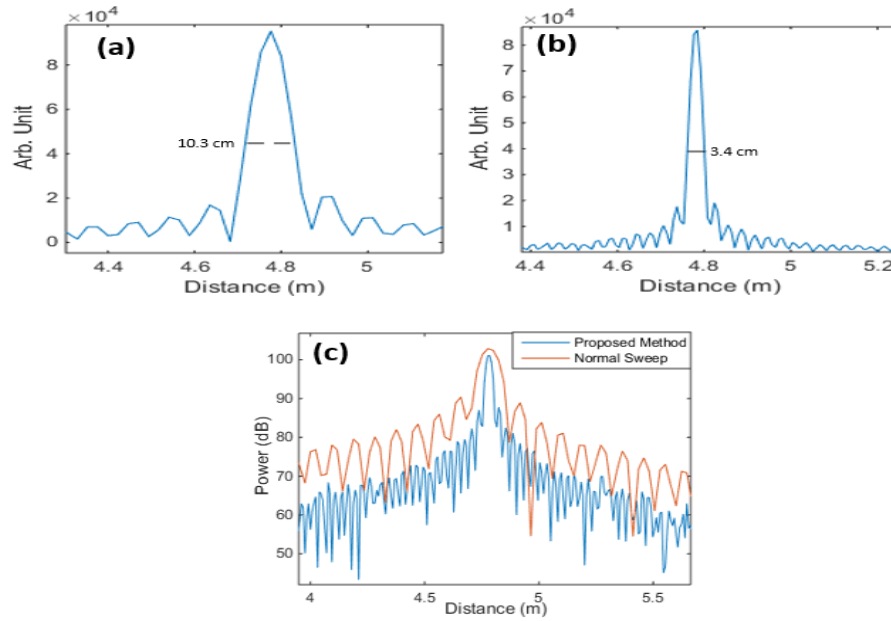 (a)
× 10⁴
8
6
4
2
0
Arb. Unit
10.3 cm
4.4
4.6
4.8
5
Distance (m)
(b)
× 10⁴
8
7
6
5
4
3
2
1
Arb. Unit
3.4 cm
4.4
4.6
4.8
5
5.2
Distance (m)
(c)
Proposed Method
Normal Sweep
100
90
80
70
60
50
Power (dB)
4
4.5
5
5.5
Distance (m)